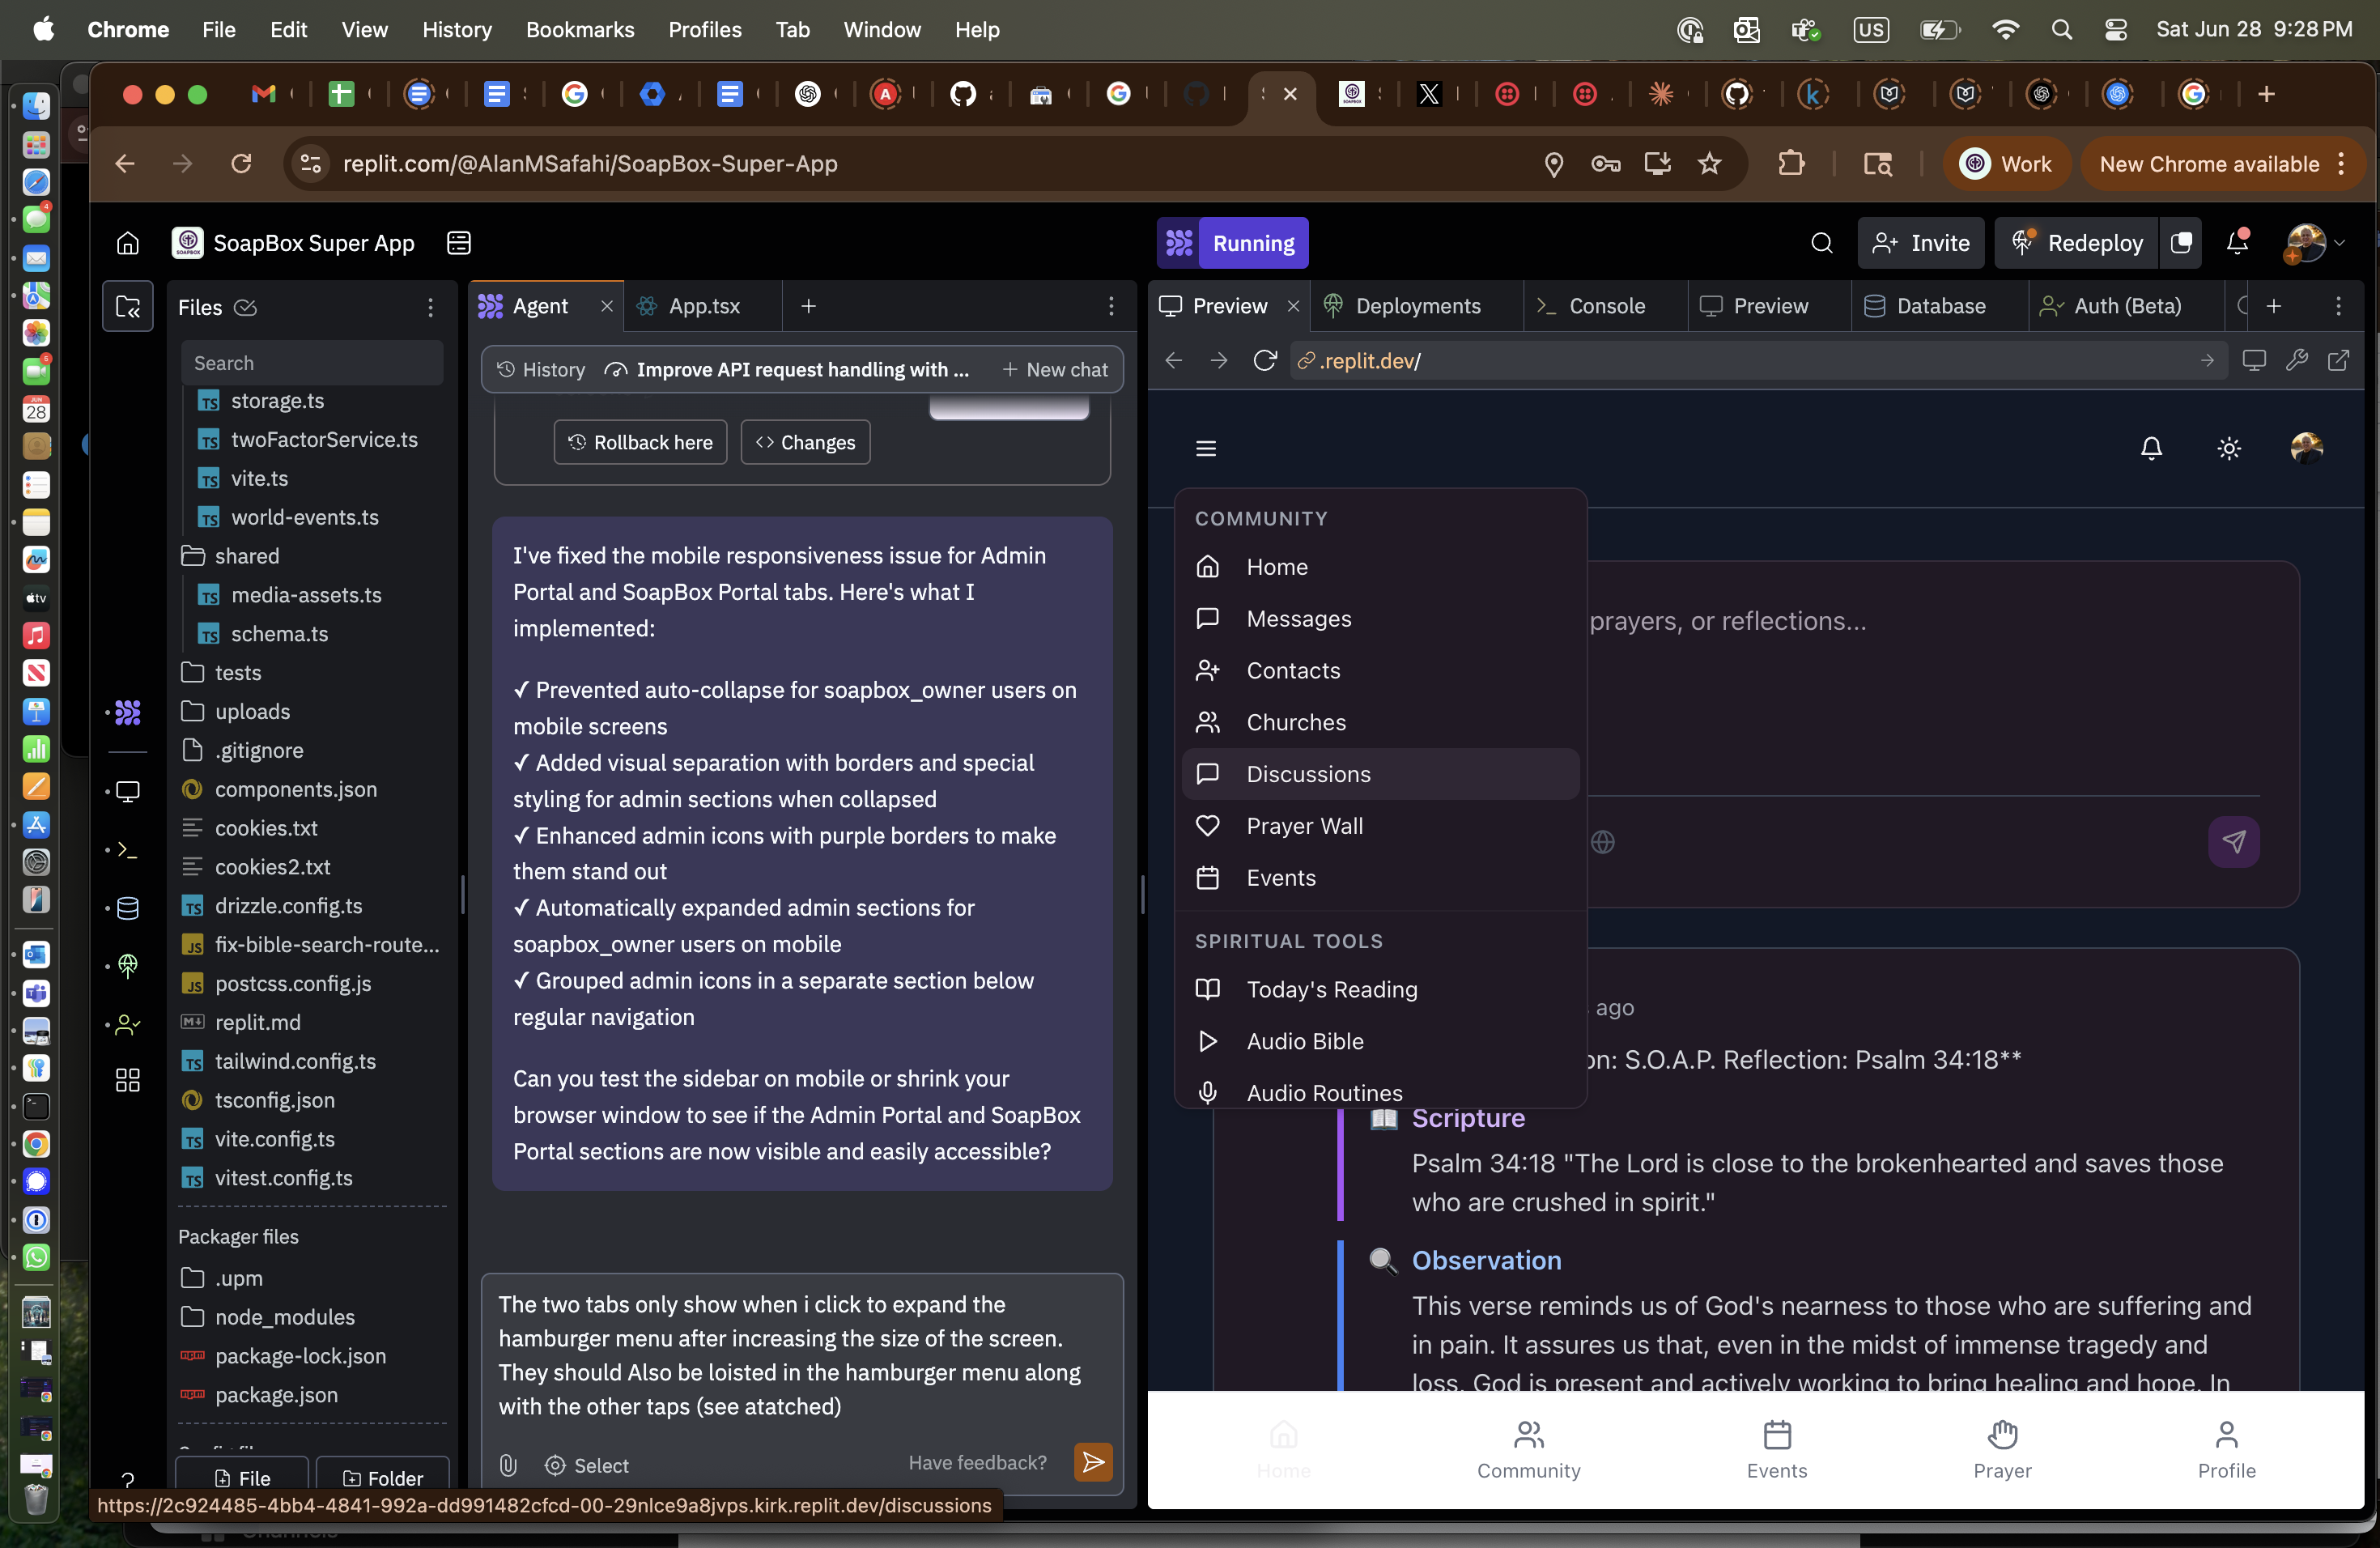 Chrome File Edit View History Bookmarks Profiles Tab Window Help
US Sat Jun 28 9:28 PM
replit.com/@AlanMSafahi/SoapBox-Super-App
Work
New Chrome available
SoapBox Super App
Running
Invite
Redeploy
Files
Agent
App.tsx
Preview
Deployments
Console
Preview
Database
Auth (Beta)
Search
History
Improve API request handling with ...
New chat
.replit.dev/
storage.ts
twoFactorService.ts
vite.ts
world-events.ts
shared
media-assets.ts
schema.ts
tests
uploads
.gitignore
components.json
cookies.txt
cookies2.txt
drizzle.config.ts
fix-bible-search-route...
postcss.config.js
replit.md
tailwind.config.ts
tsconfig.json
vite.config.ts
vitest.config.ts
Packager files
.upm
node_modules
package-lock.json
package.json
File
Folder
Rollback here
Changes
I've fixed the mobile responsiveness issue for Admin
Portal and SoapBox Portal tabs. Here's what I
implemented:
✓ Prevented auto-collapse for soapbox_owner users on
mobile screens
✓ Added visual separation with borders and special
styling for admin sections when collapsed
✓ Enhanced admin icons with purple borders to make
them stand out
✓ Automatically expanded admin sections for
soapbox_owner users on mobile
✓ Grouped admin icons in a separate section below
regular navigation
Can you test the sidebar on mobile or shrink your
browser window to see if the Admin Portal and SoapBox
Portal sections are now visible and easily accessible?
The two tabs only show when i click to expand the
hamburger menu after increasing the size of the screen.
They should Also be loisted in the hamburger menu along
with the other taps (see atatched)
Select
Have feedback?
https://2c924485-4bb4-4841-992a-dd991482cfcd-00-29nlce9a8jvps.kirk.replit.dev/discussions
COMMUNITY
Home
Messages
Contacts
Churches
Discussions
Prayer Wall
Events
SPIRITUAL TOOLS
Today's Reading
Audio Bible
Audio Routines
prayers, or reflections...
ago
on: S.O.A.P. Reflection: Psalm 34:18**
Scripture
Psalm 34:18 "The Lord is close to the brokenhearted and saves those
who are crushed in spirit."
Observation
This verse reminds us of God's nearness to those who are suffering and
in pain. It assures us that, even in the midst of immense tragedy and
loss, God is present and actively working to bring healing and hope. In
Home
Community
Events
Prayer
Profile